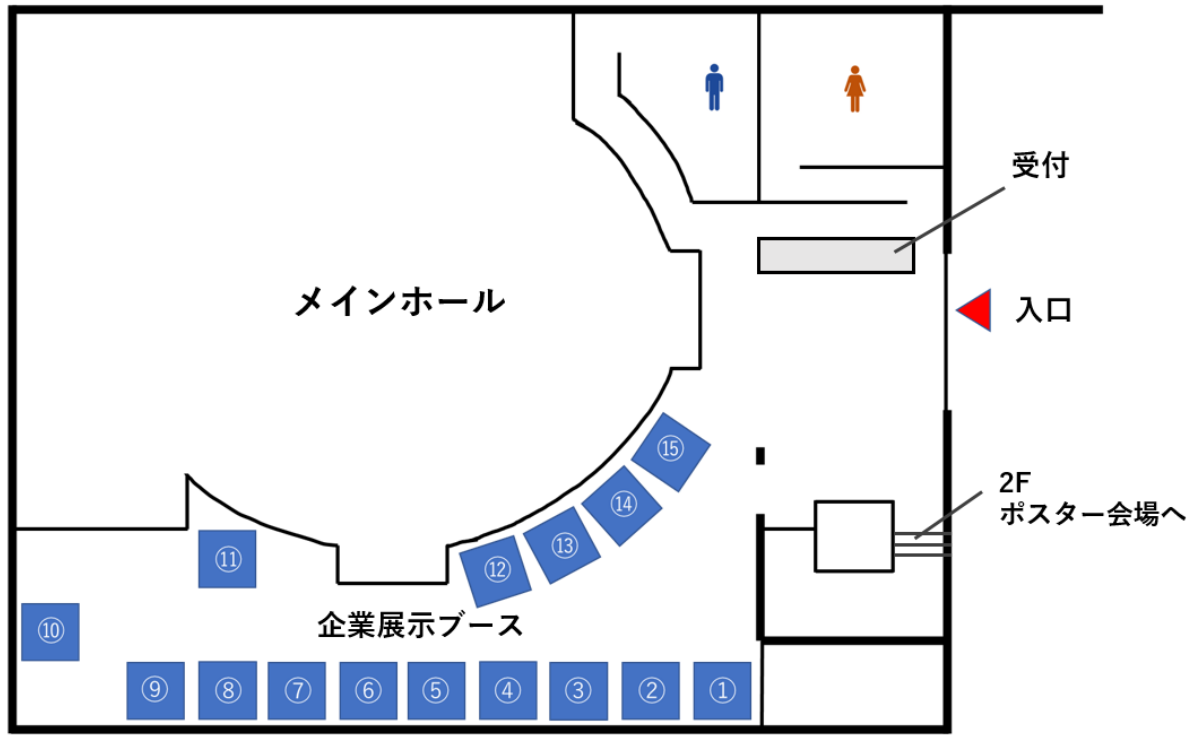 受付
メインホール
入口
2F
ポスター会場へ
⑮
⑭
⑬
⑫
⑪
企業展示ブース
⑩
⑨ ⑧ ⑦ ⑥ ⑤ ④ ③ ② ①